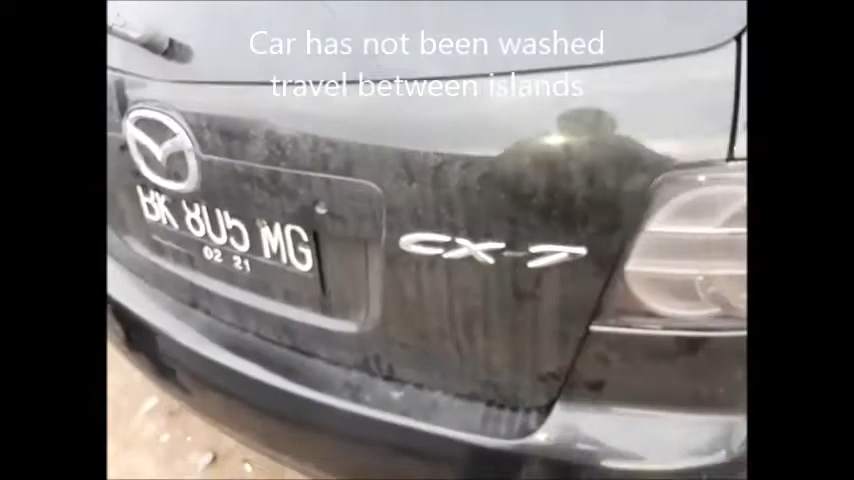 Car has not been washed
travel between islands
BK 805 MG
02 21
CX-7